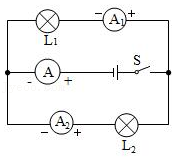 − A₁ +
L₁
S
- A +
− A₂ +
L₂